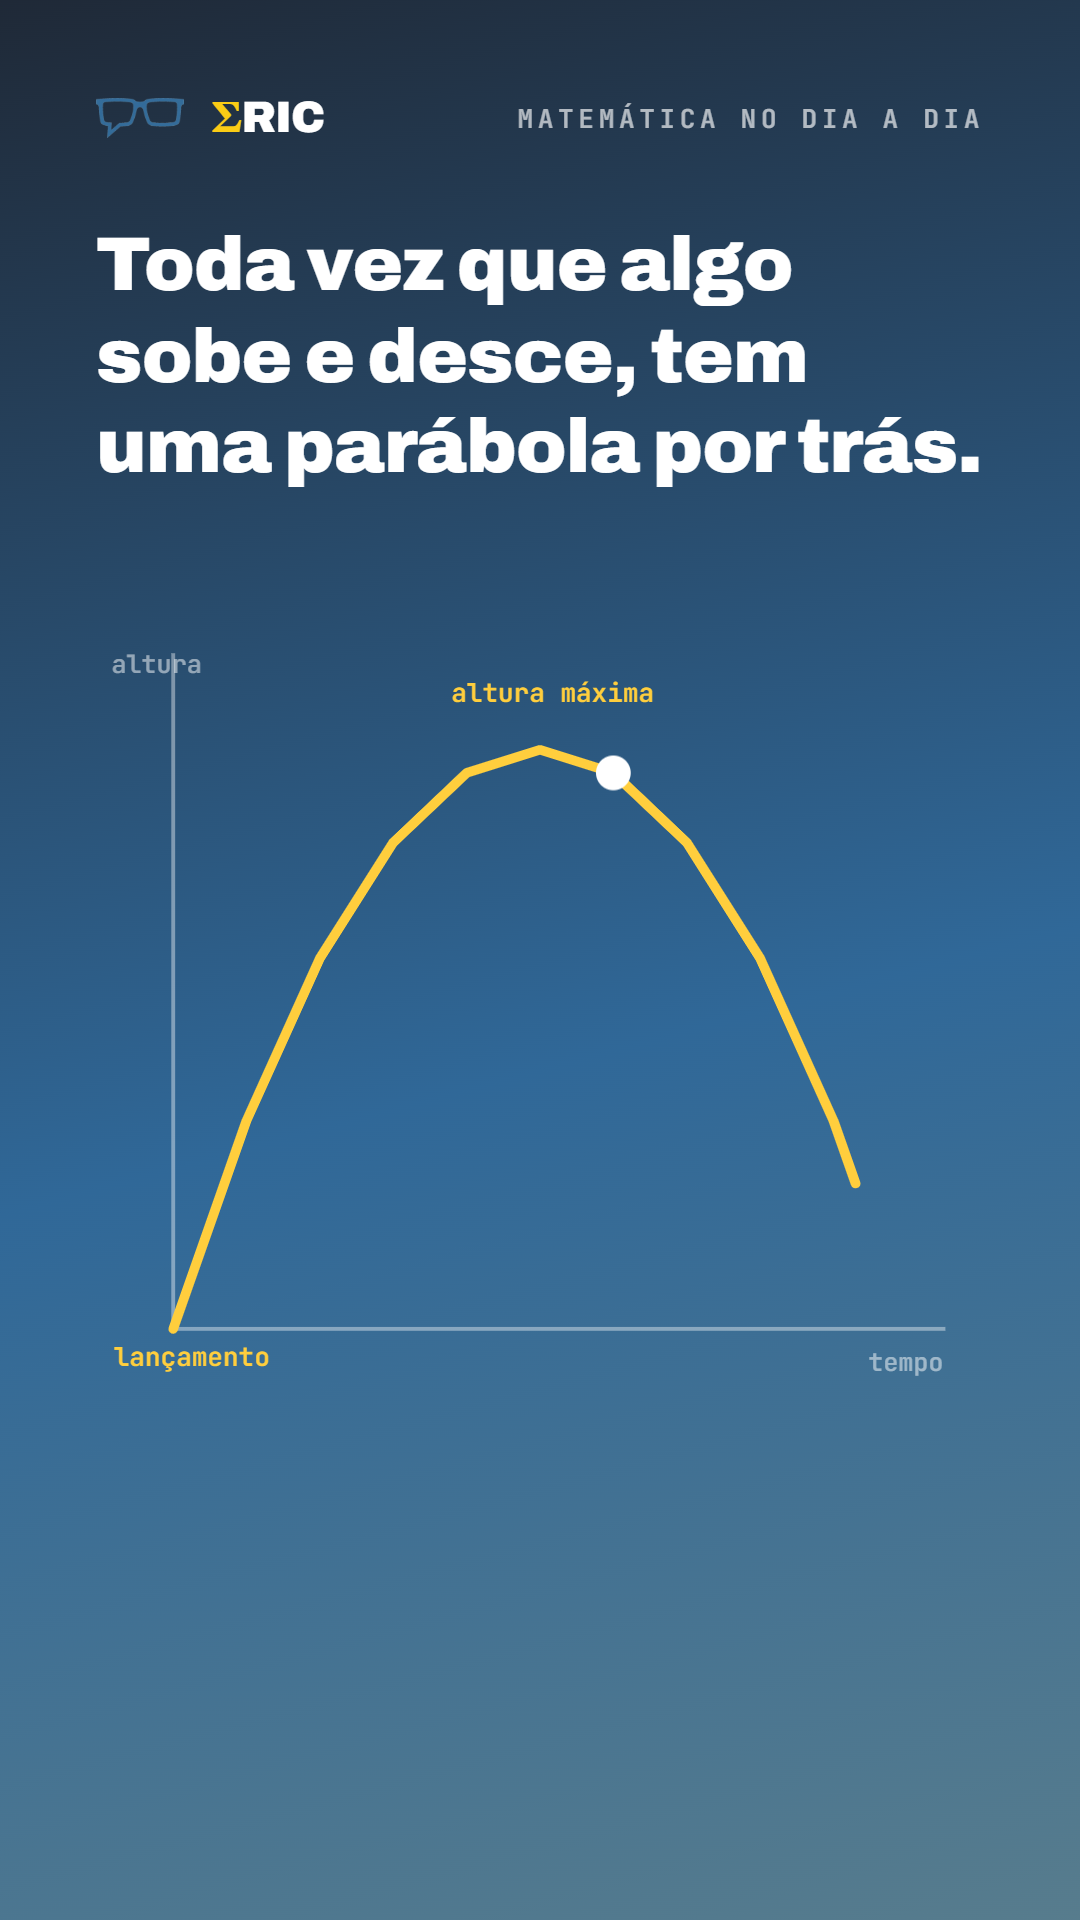 ΣRIC
MATEMÁTICA NO DIA A DIA
Toda vez que algo
sobe e desce, tem
uma parábola por trás.
altura
altura máxima
lançamento
tempo